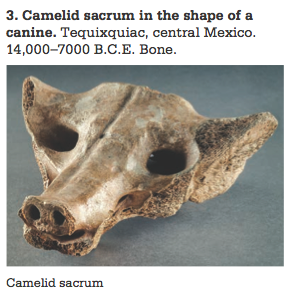 3. Camelid sacrum in the shape of a
canine. Tequixquiac, central Mexico.
14,000–7000 B.C.E. Bone.
Camelid sacrum